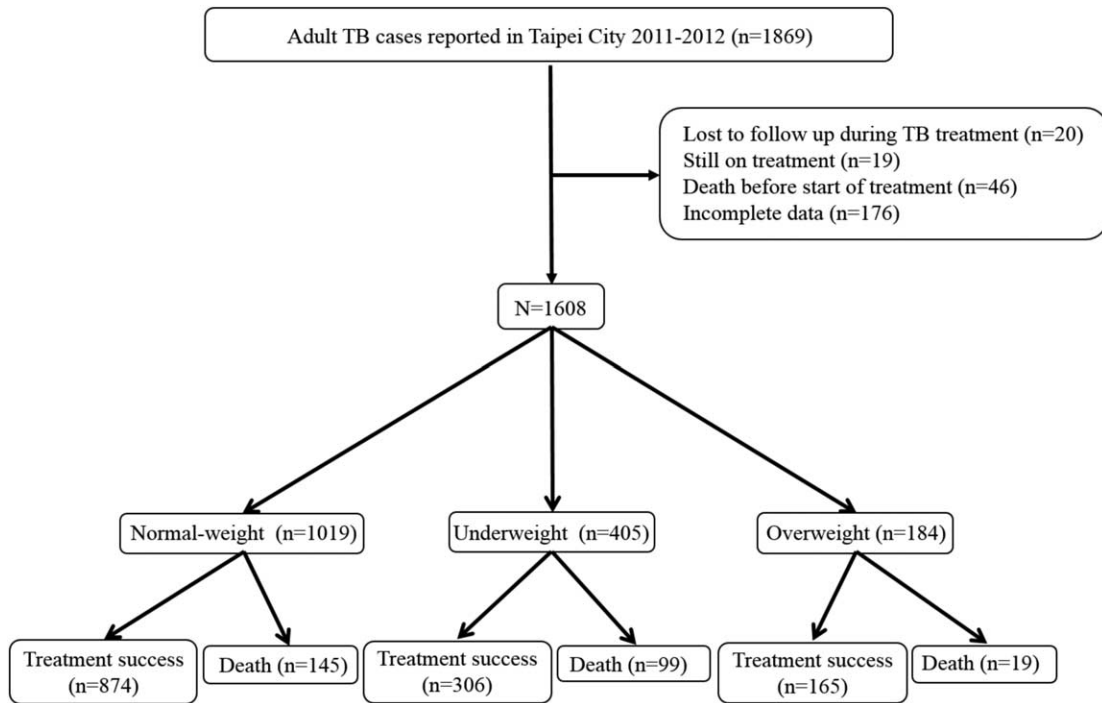 Adult TB cases reported in Taipei City 2011-2012 (n=1869)
Lost to follow up during TB treatment (n=20)
Still on treatment (n=19)
Death before start of treatment (n=46)
Incomplete data (n=176)
N=1608
Normal-weight (n=1019)
Underweight (n=405)
Overweight (n=184)
Treatment success
(n=874)
Death (n=145)
Treatment success
(n=306)
Death (n=99)
Treatment success
(n=165)
Death (n=19)